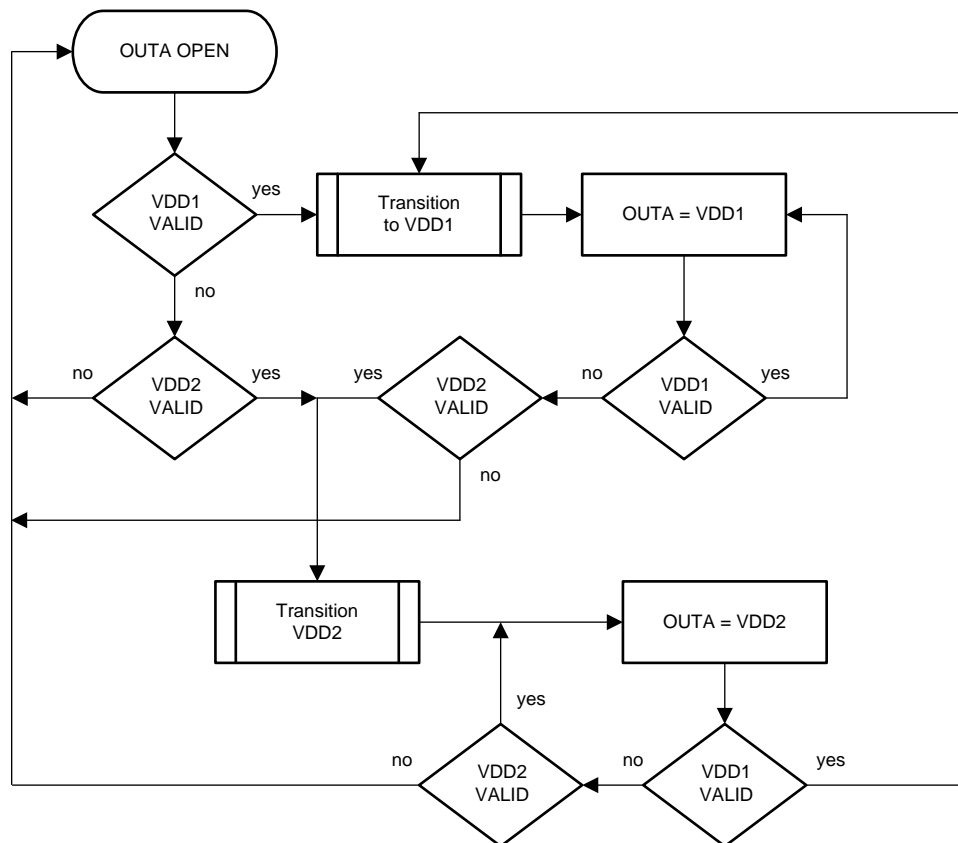 OUTA OPEN
VDD1
VALID
yes
Transition
to VDD1
OUTA = VDD1
no
no
VDD2
VALID
yes
yes
VDD2
VALID
no
VDD1
VALID
yes
no
Transition
VDD2
OUTA = VDD2
yes
no
VDD2
VALID
no
VDD1
VALID
yes